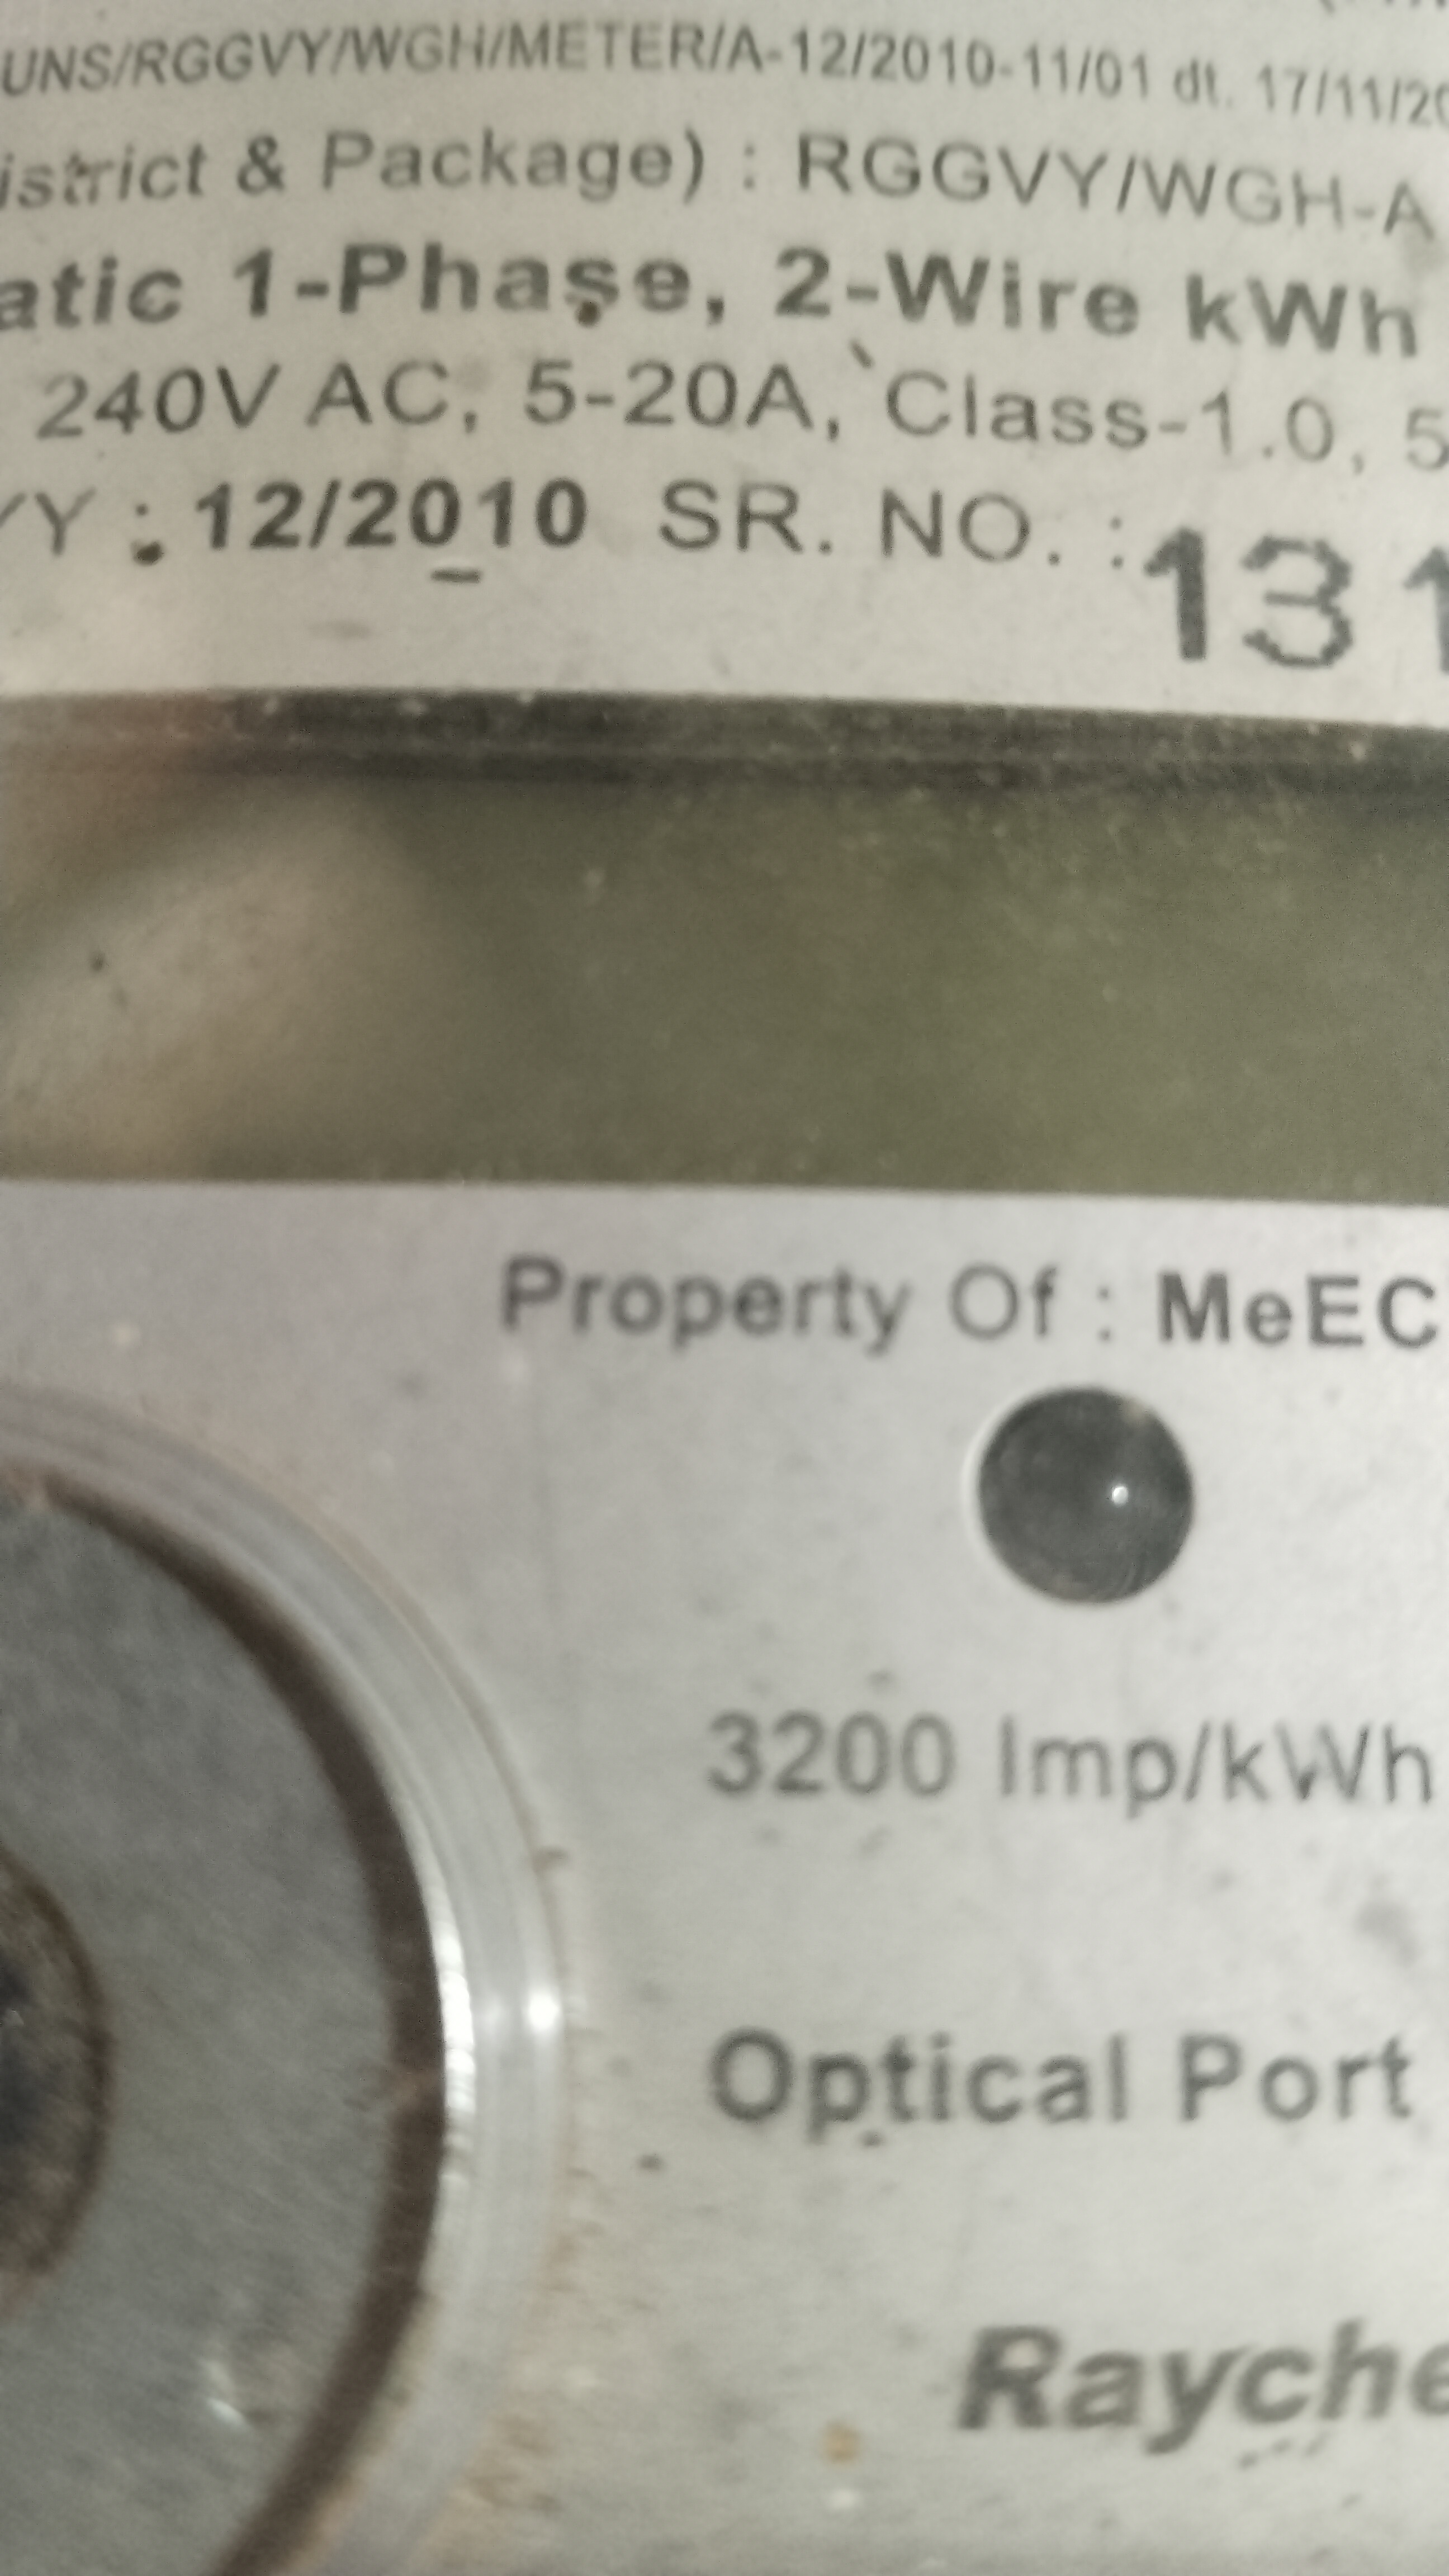 UNS/RGGVY/WGH/METER/A-12/2010-11/01 dt. 17/11/20
istrict & Package) : RGGVY/WGH-A
atic 1-Phase, 2-Wire kWh
240V AC, 5-20A, Class-1.0, 5
YY : 12/2010 SR. NO. : 131
Property Of : MeEC
3200 Imp/kWh
Optical Port
Rayche